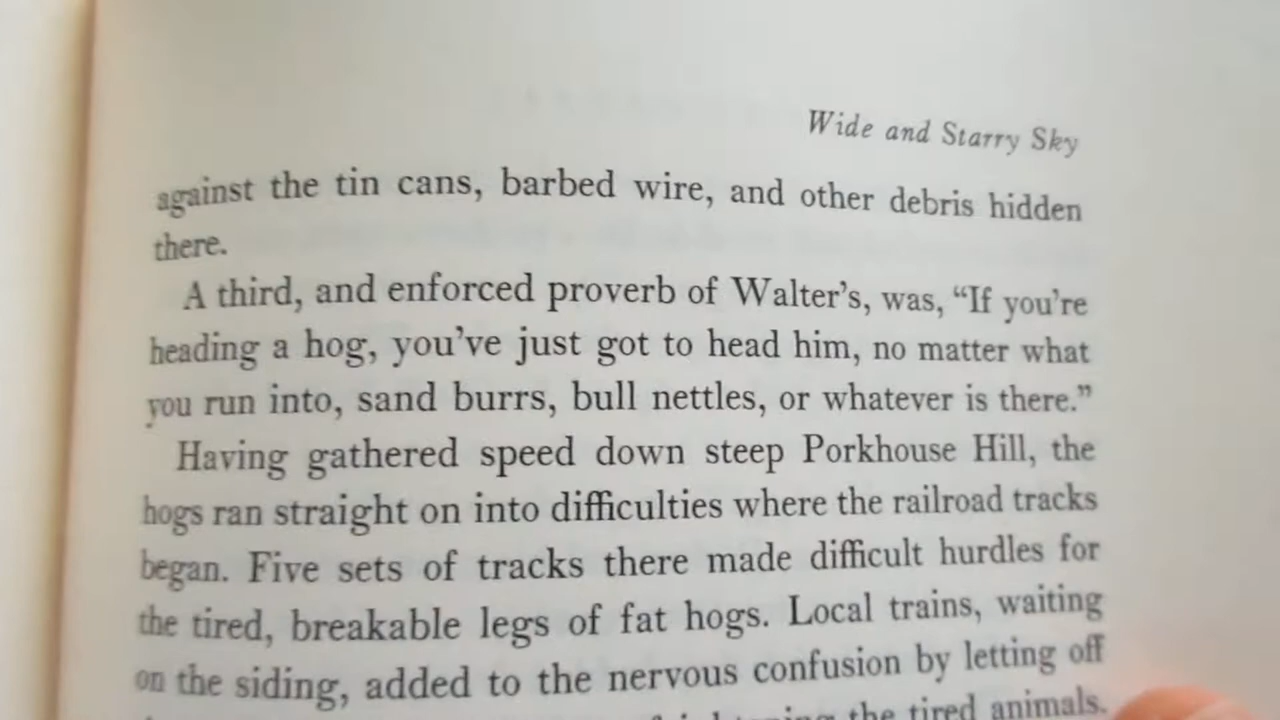 Wide and Starry Sky
against the tin cans, barbed wire, and other debris hidden
there.
A third, and enforced proverb of Walter’s, was, “If you’re
heading a hog, you’ve just got to head him, no matter what
you run into, sand burrs, bull nettles, or whatever is there.”
Having gathered speed down steep Porkhouse Hill, the
hogs ran straight on into difficulties where the railroad tracks
began. Five sets of tracks there made difficult hurdles for
the tired, breakable legs of fat hogs. Local trains, waiting
on the siding, added to the nervous confusion by letting off
the tired animals.